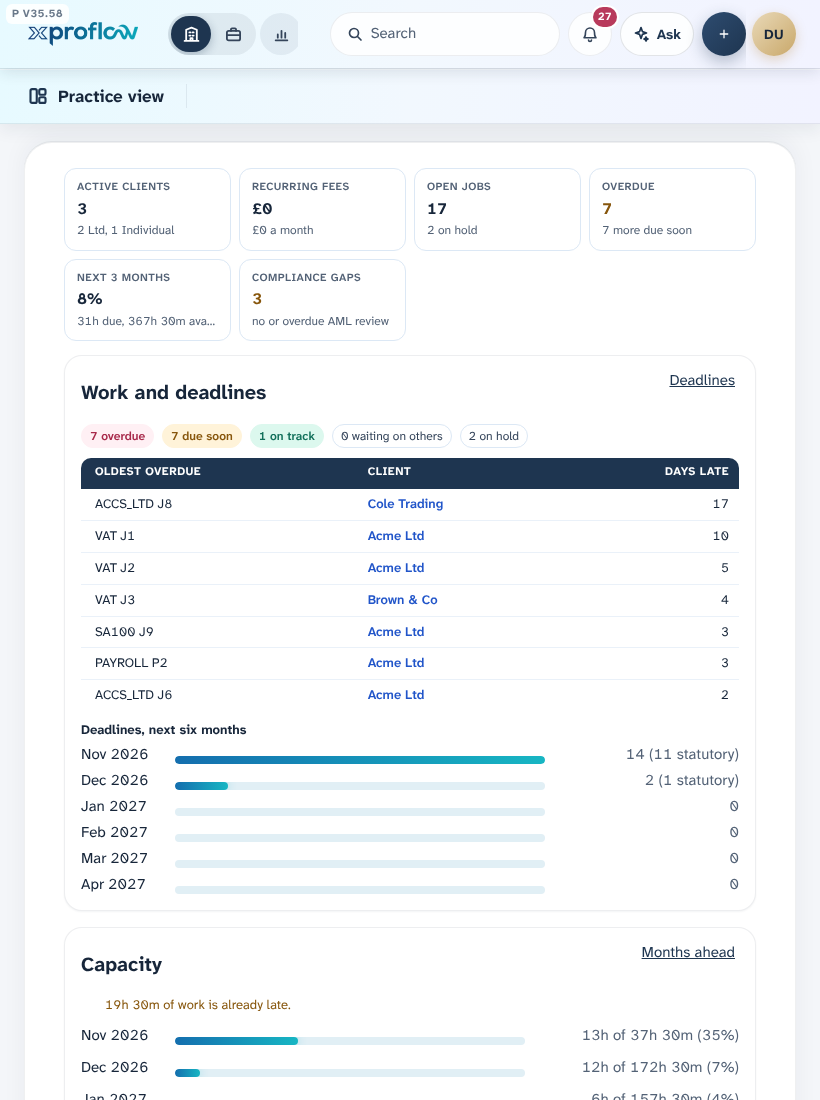 P V35.58
xproflow
Search
27
Ask
+
DU
Practice view
ACTIVE CLIENTS
3
2 Ltd, 1 Individual
RECURRING FEES
£0
£0 a month
OPEN JOBS
17
2 on hold
OVERDUE
7
7 more due soon
NEXT 3 MONTHS
8%
31h due, 367h 30m ava...
COMPLIANCE GAPS
3
no or overdue AML review
Work and deadlines
Deadlines
7 overdue 7 due soon 1 on track 0 waiting on others 2 on hold
OLDEST OVERDUE CLIENT DAYS LATE
ACCS_LTD J8 Cole Trading 17
VAT J1 Acme Ltd 10
VAT J2 Acme Ltd 5
VAT J3 Brown & Co 4
SA100 J9 Acme Ltd 3
PAYROLL P2 Acme Ltd 3
ACCS_LTD J6 Acme Ltd 2
Deadlines, next six months
Nov 2026 14 (11 statutory)
Dec 2026 2 (1 statutory)
Jan 2027 0
Feb 2027 0
Mar 2027 0
Apr 2027 0
Capacity
Months ahead
19h 30m of work is already late.
Nov 2026 13h of 37h 30m (35%)
Dec 2026 12h of 172h 30m (7%)
Jan 2027 6h of 157h 30m (4%)